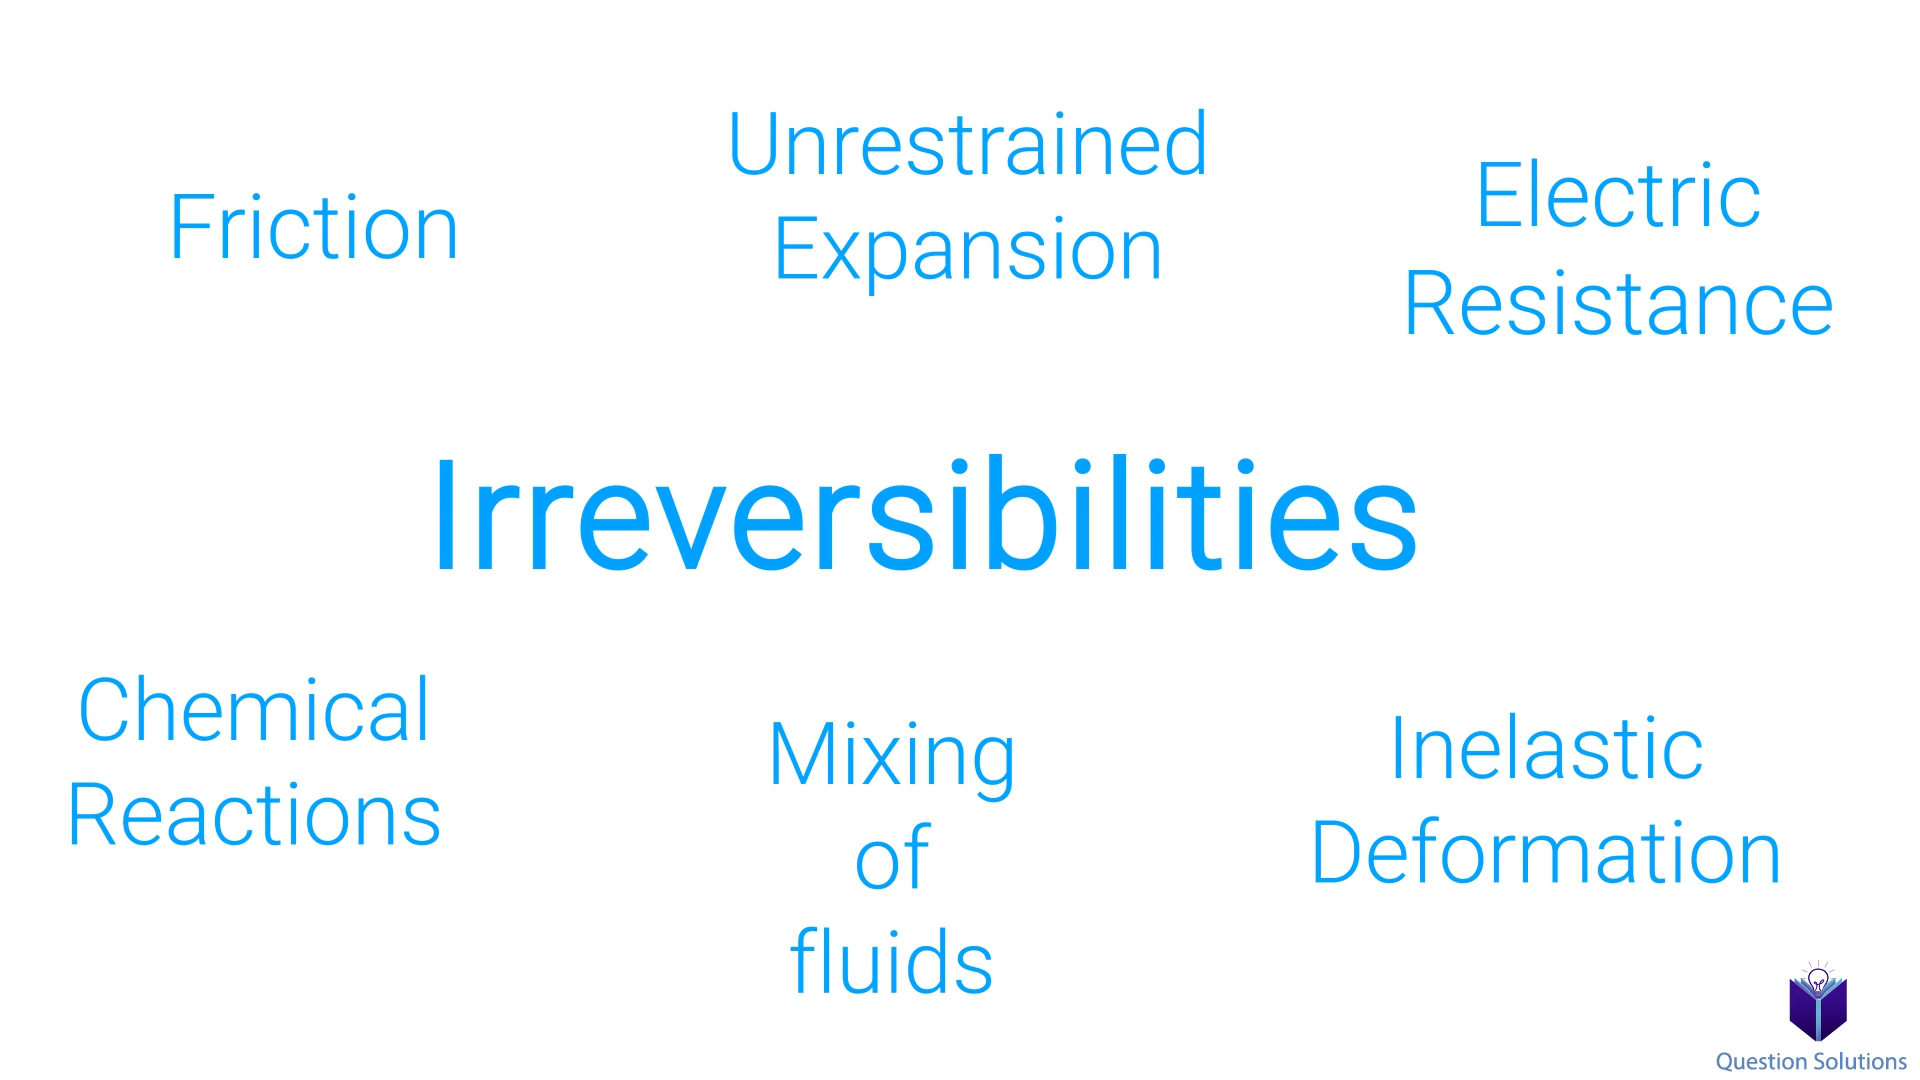 Friction
Unrestrained
Expansion
Electric
Resistance
Irreversibilities
Chemical
Reactions
Mixing
of
fluids
Inelastic
Deformation
Question Solutions